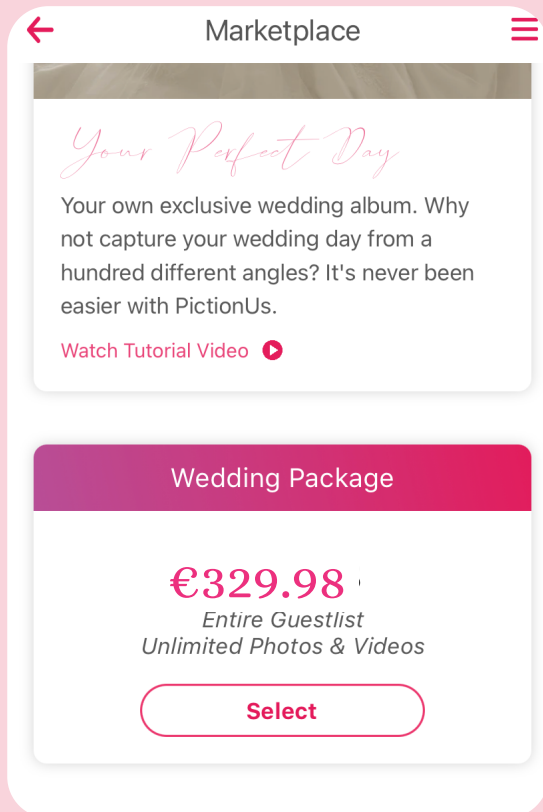 Marketplace
Your Perfect Day
Your own exclusive wedding album. Why
not capture your wedding day from a
hundred different angles? It's never been
easier with PictionUs.
Watch Tutorial Video
Wedding Package
€329.98
Entire Guestlist
Unlimited Photos & Videos
Select